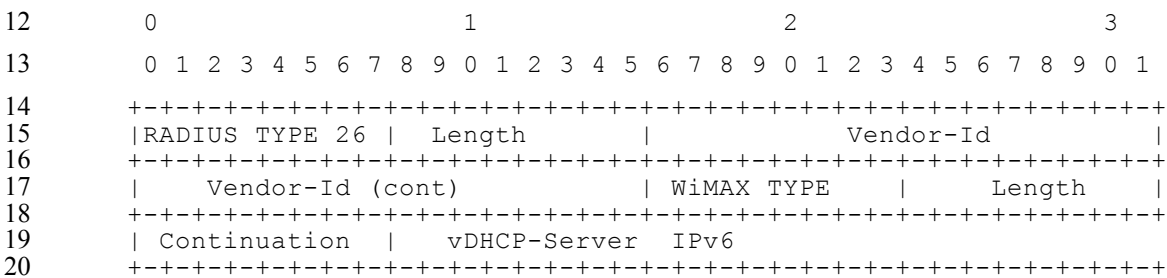 12 0 1 2 3
13 0 1 2 3 4 5 6 7 8 9 0 1 2 3 4 5 6 7 8 9 0 1 2 3 4 5 6 7 8 9 0 1
14 +-+-+-+-+-+-+-+-+-+-+-+-+-+-+-+-+-+-+-+-+-+-+-+-+-+-+-+-+-+-+-+-+
15 |RADIUS TYPE 26 | Length | Vendor-Id |
16 +-+-+-+-+-+-+-+-+-+-+-+-+-+-+-+-+-+-+-+-+-+-+-+-+-+-+-+-+-+-+-+-+
17 | Vendor-Id (cont) | WiMAX TYPE | Length |
18 +-+-+-+-+-+-+-+-+-+-+-+-+-+-+-+-+-+-+-+-+-+-+-+-+-+-+-+-+-+-+-+-+
19 | Continuation | vDHCP-Server IPv6
20 +-+-+-+-+-+-+-+-+-+-+-+-+-+-+-+-+-+-+-+-+-+-+-+-+-+-+-+-+-+-+-+-+